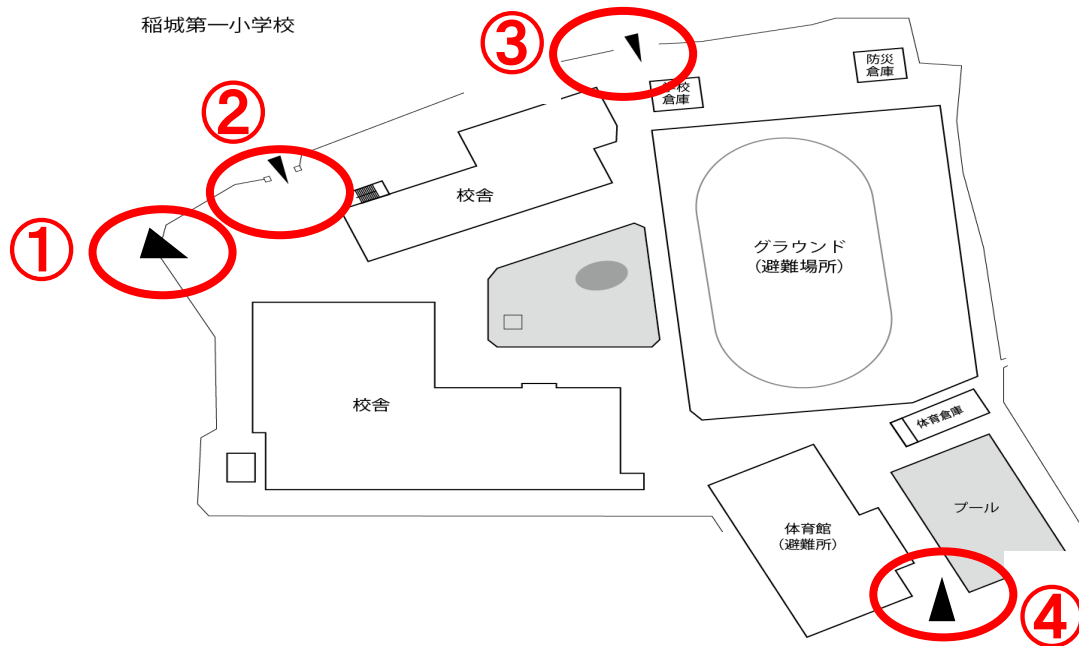 稲城第一小学校
③
防災
倉庫
学校
倉庫
②
校舎
①
グラウンド
(避難場所)
校舎
体育倉庫
プール
体育館
(避難所)
④